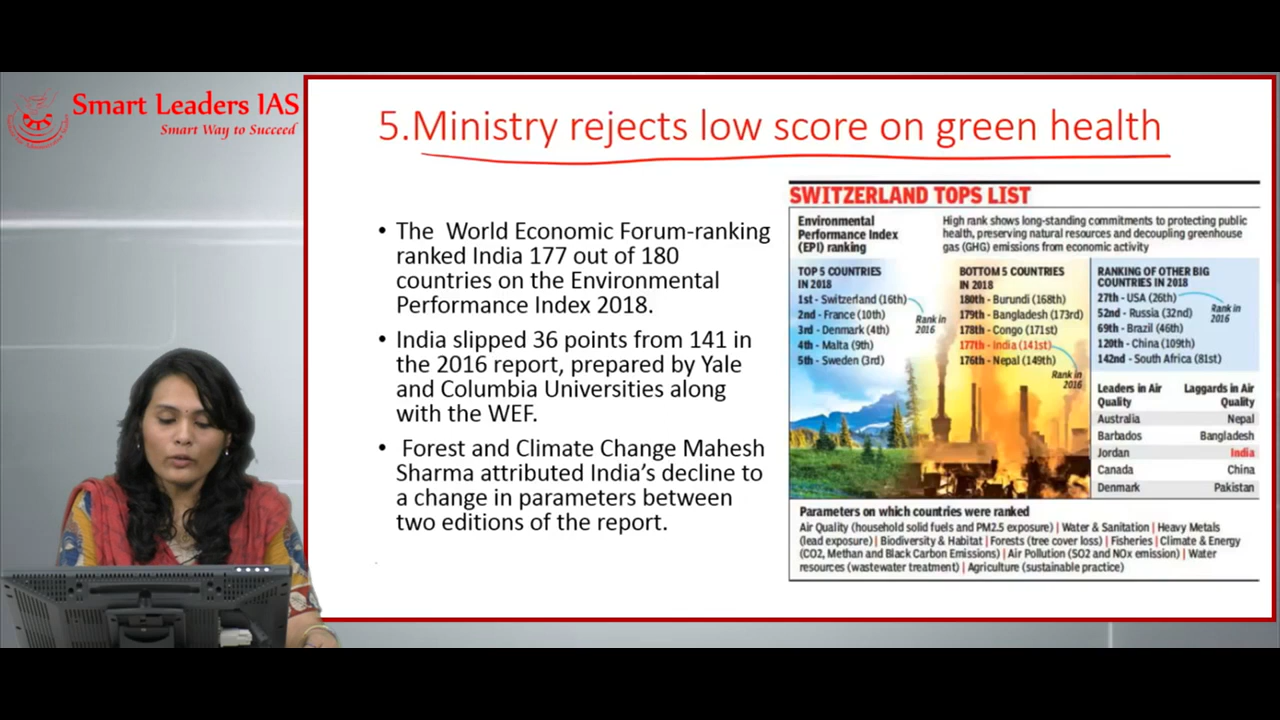 Smart Leaders IAS
Smart Way to Succeed
5.Ministry rejects low score on green health
• The World Economic Forum-ranking
ranked India 177 out of 180
countries on the Environmental
Performance Index 2018.
• India slipped 36 points from 141 in
the 2016 report, prepared by Yale
and Columbia Universities along
with the WEF.
• Forest and Climate Change Mahesh
Sharma attributed India's decline to
a change in parameters between
two editions of the report.
SWITZERLAND TOPS LIST
Environmental
Performance Index
(EPI) ranking
High rank shows long-standing commitments to protecting public
health, preserving natural resources and decoupling greenhouse
gas (GHG) emissions from economic activity
TOP 5 COUNTRIES
IN 2018
1st - Switzerland (16th)
2nd - France (10th)
3rd - Denmark (4th)
4th - Malta (9th)
5th - Sweden (3rd)
Rank in
2016
BOTTOM 5 COUNTRIES
IN 2018
180th - Burundi (168th)
179th - Bangladesh (173rd)
178th - Congo (171st)
177th - India (141st)
176th - Nepal (149th)
Rank in
2016
RANKING OF OTHER BIG
COUNTRIES IN 2018
27th - USA (26th)
52nd - Russia (32nd)
69th - Brazil (46th)
120th - China (109th)
142nd - South Africa (81st)
Rank in
2016
Leaders in Air
Quality
Laggards in Air
Quality
Australia Nepal
Barbados Bangladesh
Jordan India
Canada China
Denmark Pakistan
Parameters on which countries were ranked
Air Quality (household solid fuels and PM2.5 exposure) | Water & Sanitation | Heavy Metals
(lead exposure) | Biodiversity & Habitat | Forests (tree cover loss) | Fisheries | Climate & Energy
(CO2, Methan and Black Carbon Emissions) | Air Pollution (SO2 and NOx emission) | Water
resources (wastewater treatment) | Agriculture (sustainable practice)